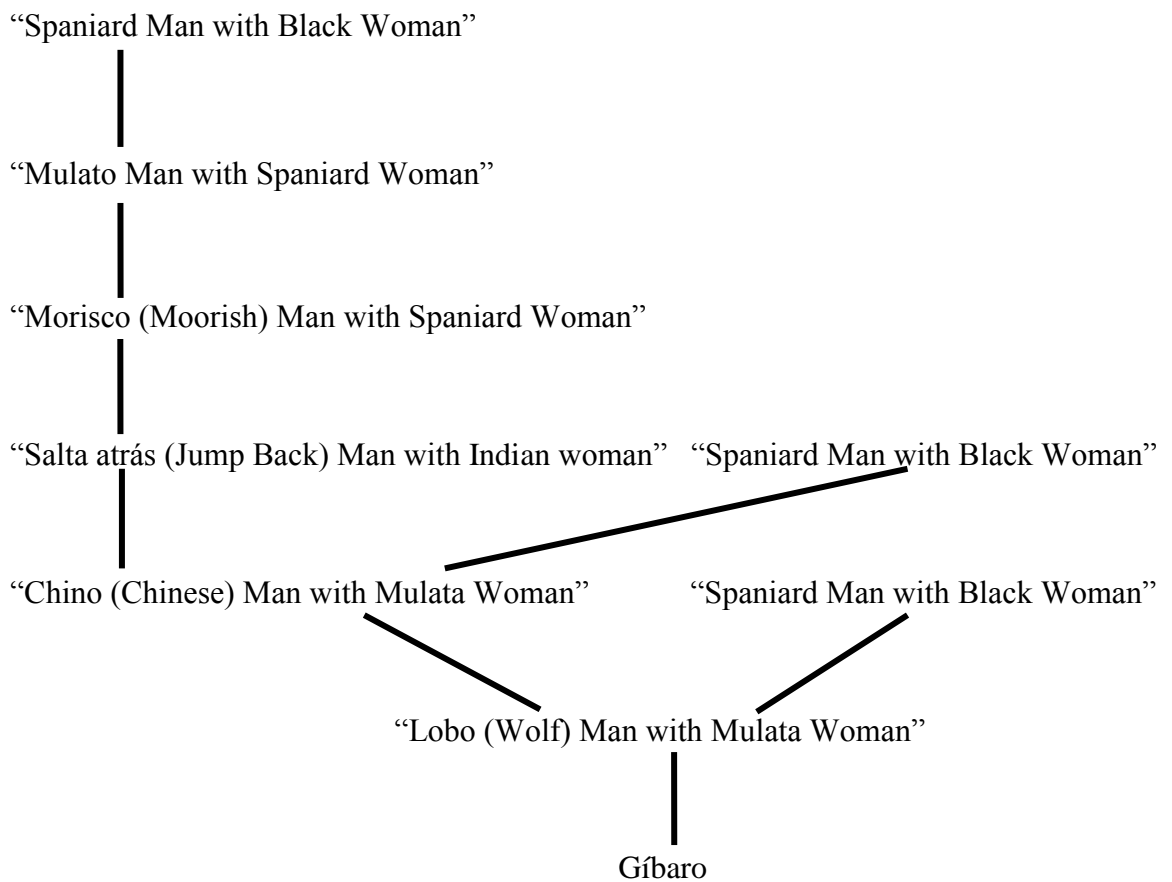 “Spaniard Man with Black Woman”
“Mulato Man with Spaniard Woman”
“Morisco (Moorish) Man with Spaniard Woman”
“Salta atrás (Jump Back) Man with Indian woman” “Spaniard Man with Black Woman”
“Chino (Chinese) Man with Mulata Woman” “Spaniard Man with Black Woman”
“Lobo (Wolf) Man with Mulata Woman”
Gíbaro